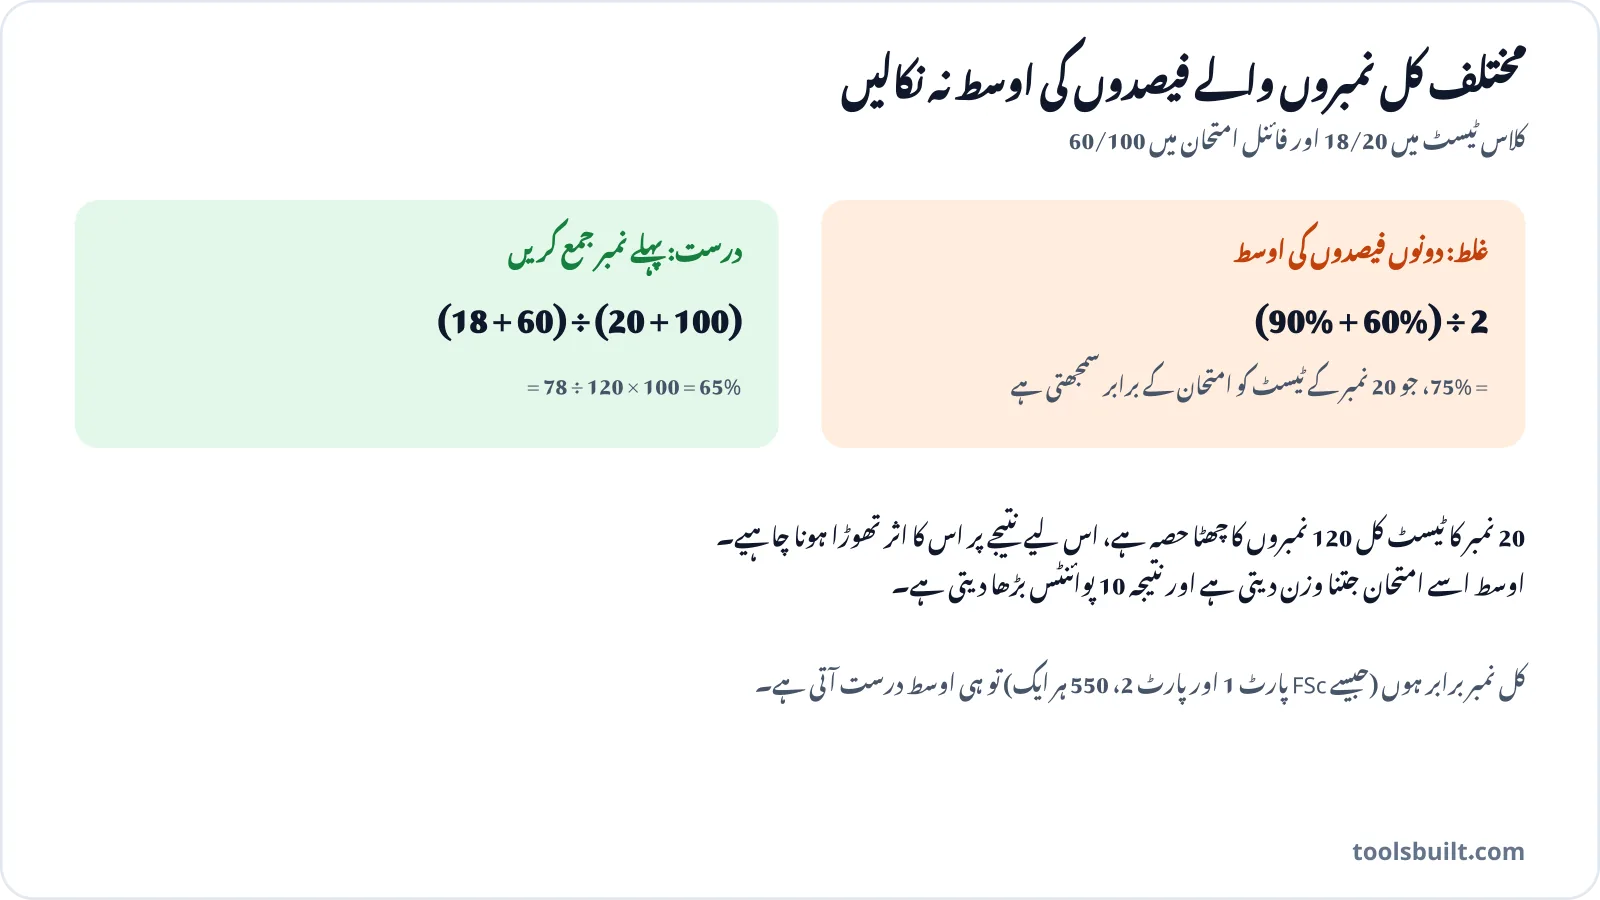 مختلف کل نمبروں والے فیصدوں کی اوسط نہ نکالیں
کلاس ٹیسٹ میں 18/20 اور فائنل امتحان میں 60/100
غلط: دونوں فیصدوں کی اوسط
(90% + 60%) ÷ 2
= 75%، جو 20 نمبر کے ٹیسٹ کو امتحان کے برابر سمجھتی ہے
درست: پہلے نمبر جمع کریں
(18 + 60) ÷ (20 + 100)
= 78 ÷ 120 × 100 = 65%
20 نمبر کا ٹیسٹ کل 120 نمبروں کا چھٹا حصہ ہے، اس لیے نتیجے پر اس کا اثر تھوڑا ہونا چاہیے۔
اوسط اسے امتحان جتنا وزن دیتی ہے اور نتیجہ 10 پوائنٹس بڑھا دیتی ہے۔
کل نمبر برابر ہوں (جیسے FSc پارٹ 1 اور پارٹ 2، 550 ہر ایک) تو ہی اوسط درست آتی ہے۔
toolsbuilt.com